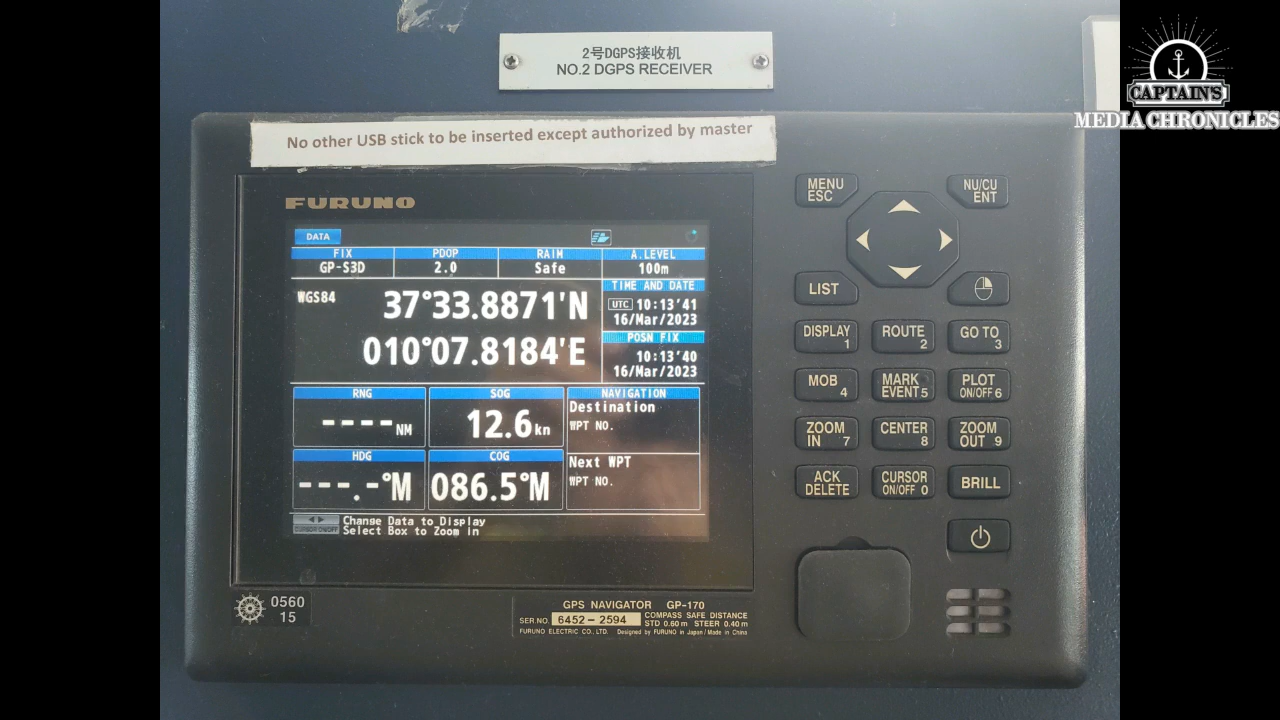 2号DGPS接收机
NO.2 DGPS RECEIVER
CAPTAIN'S
MEDIA CHRONICLES
No other USB stick to be inserted except authorized by master
FURUNO
DATA
FIX PDOP RAIM A.LEVEL
GP-S3D 2.0 Safe 100m
WGS84
37°33.8871'N
010°07.8184'E
TIME AND DATE
UTC 10:13'41
16/Mar/2023
POSN FIX
10:13'40
16/Mar/2023
RNG
----NM
SOG
12.6kn
HDG
---.-°M
COG
086.5°M
NAVIGATION
Destination
WPT NO.
Next WPT
WPT NO.
CURSOR ON/OFF
Change Data to Display
Select Box to Zoom in
MENU
ESC
NU/CU
ENT
LIST
DISPLAY
1
ROUTE
2
GO TO
3
MOB
4
MARK
EVENT 5
PLOT
ON/OFF 6
ZOOM
IN 7
CENTER
8
ZOOM
OUT 9
ACK
DELETE
CURSOR
ON/OFF 0
BRILL
0560
15
GPS NAVIGATOR GP-170
SER.NO. 6452-2594
COMPASS SAFE DISTANCE
STD 0.60 m STEER 0.40 m
FURUNO ELECTRIC CO., LTD. Designed by FURUNO in Japan/Made in China